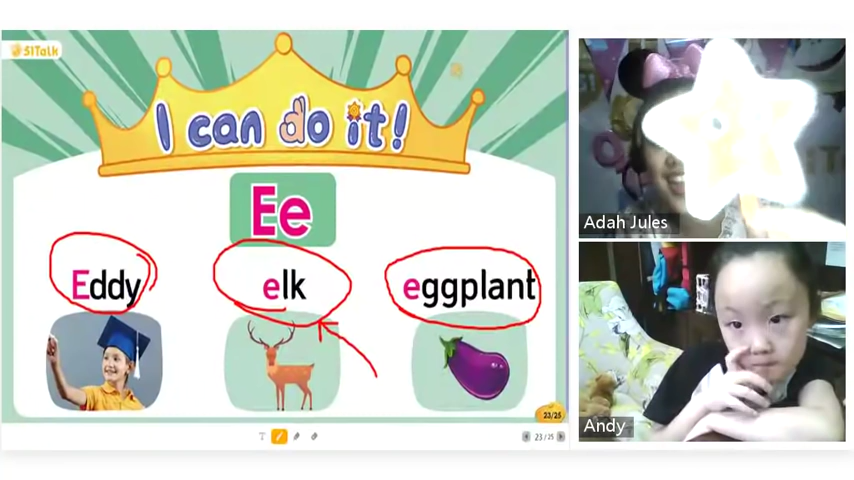 51Talk
I can do it!
Ee
Eddy elk eggplant
23/25
T 23/25
Adah Jules
Andy